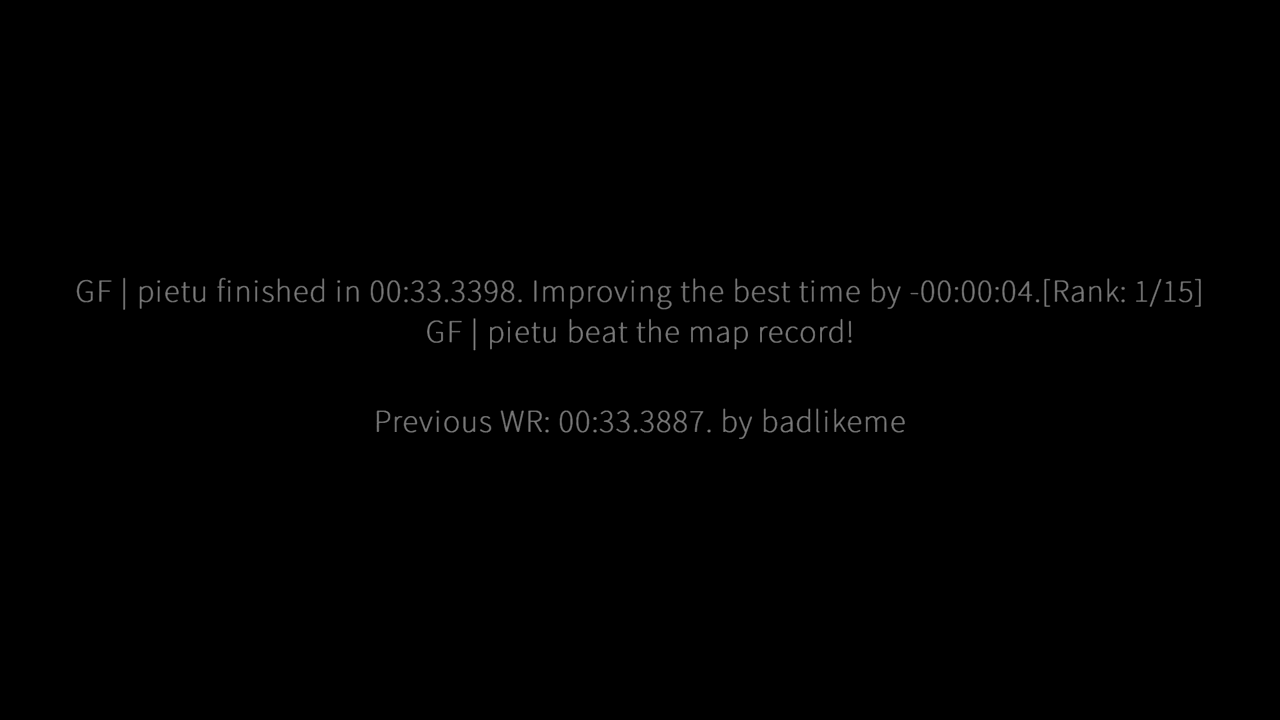 GF | pietu finished in 00:33.3398. Improving the best time by -00:00:04.[Rank: 1/15]
GF | pietu beat the map record!
Previous WR: 00:33.3887. by badlikeme